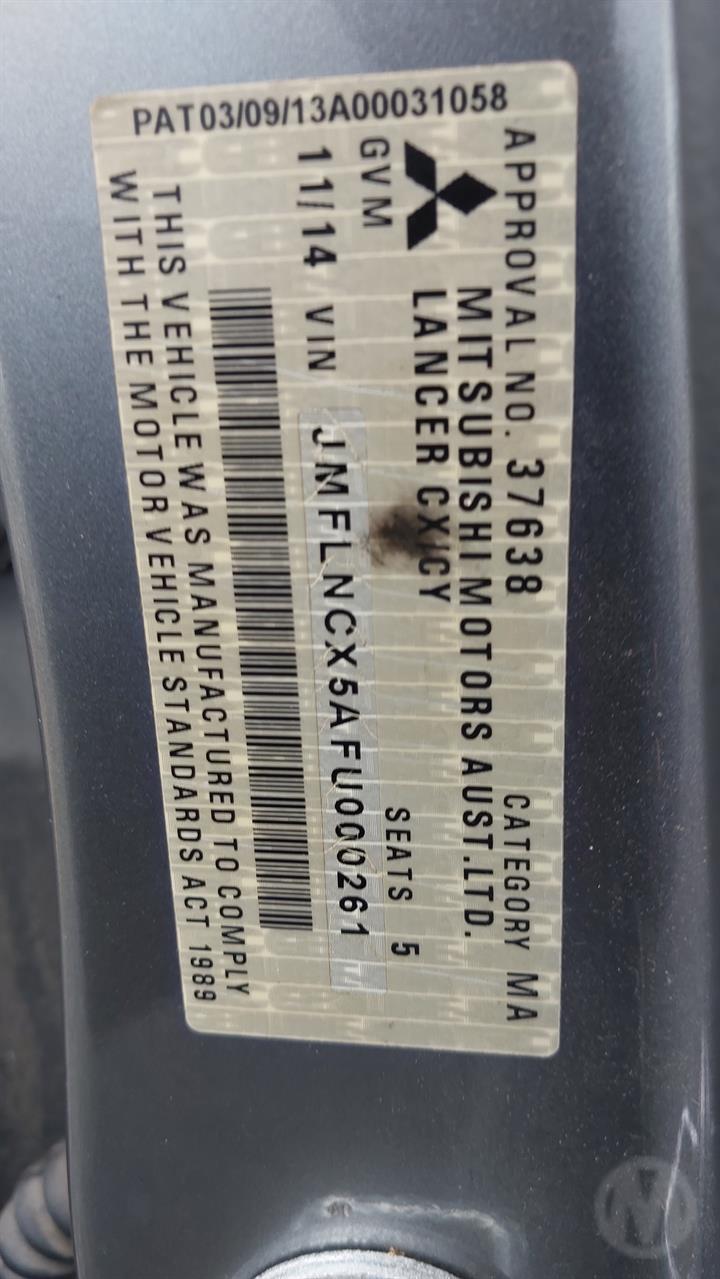 PAT03/09/13A00031058
APPROVAL NO. 37638 CATEGORY MA
MITSUBISHI MOTORS AUST.LTD.
LANCER CX/CY
GVM SEATS 5
11/14 VIN JMFLNCX5AFU000261
THIS VEHICLE WAS MANUFACTURED TO COMPLY
WITH THE MOTOR VEHICLE STANDARDS ACT 1989
M